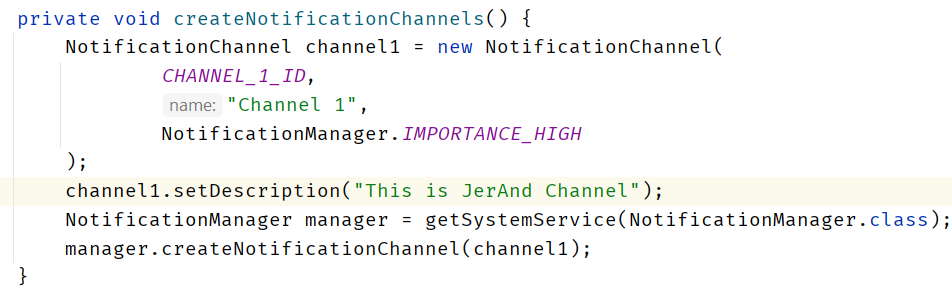 private void createNotificationChannels() {
NotificationChannel channel1 = new NotificationChannel(
CHANNEL_1_ID,
name: "Channel 1",
NotificationManager.IMPORTANCE_HIGH
);
channel1.setDescription("This is JerAnd Channel");
NotificationManager manager = getSystemService(NotificationManager.class);
manager.createNotificationChannel(channel1);
}